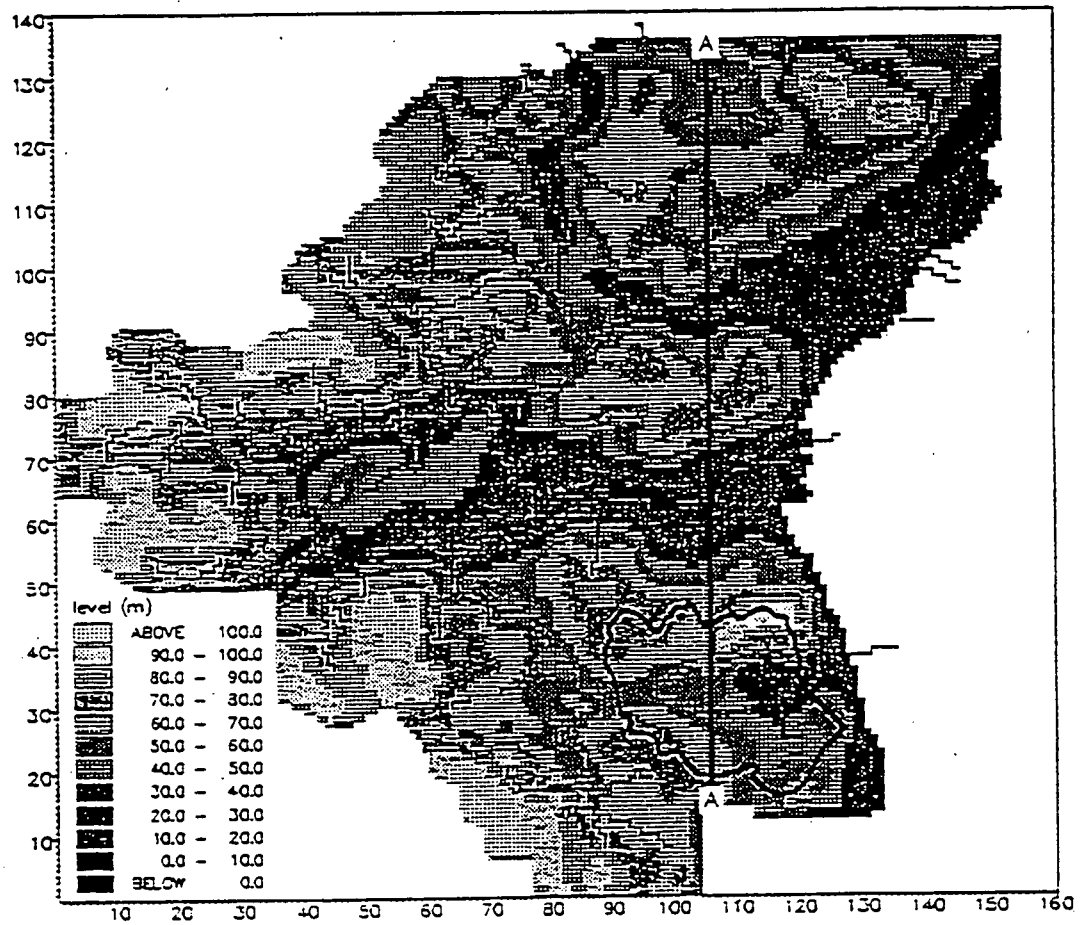 140
A
130
120
110
100
90
80
70
60
50
level (m)
ABOVE 100.0
90.0 – 100.0
80.0 – 90.0
70.0 – 80.0
60.0 – 70.0
50.0 – 60.0
40.0 – 50.0
30.0 – 40.0
20.0 – 30.0
10.0 – 20.0
0.0 – 10.0
BELOW 0.0
40
30
20
10
A
10 20 30 40 50 60 70 80 90 100 110 120 130 140 150 160